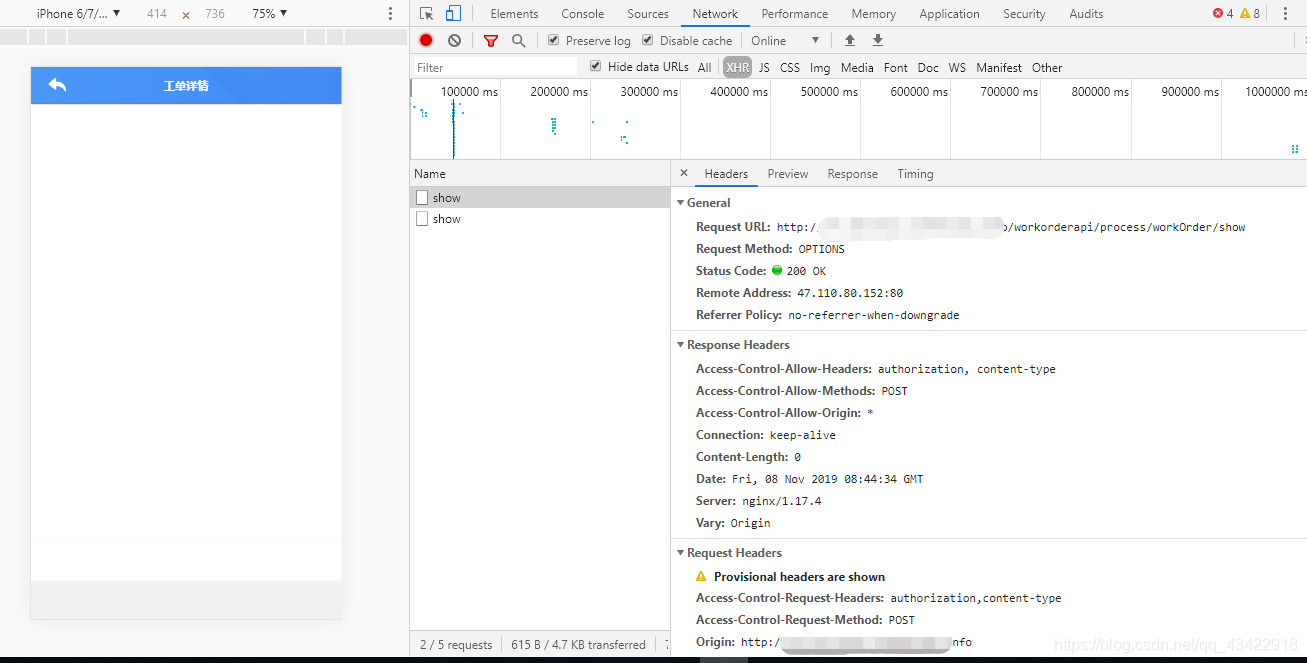 iPhone 6/7/... ▼ 414 × 736 75% ▼
Elements Console Sources Network Performance Memory Application Security Audits 4 8
Preserve log Disable cache Online ▼
Filter Hide data URLs All XHR JS CSS Img Media Font Doc WS Manifest Other
100000 ms 200000 ms 300000 ms 400000 ms 500000 ms 600000 ms 700000 ms 800000 ms 900000 ms 1000000 ms
工单详情
Name
show
show
2 / 5 requests 615 B / 4.7 KB transferred
× Headers Preview Response Timing
▼ General
Request URL: http:/ /workorderapi/process/workOrder/show
Request Method: OPTIONS
Status Code: 200 OK
Remote Address: 47.110.80.152:80
Referrer Policy: no-referrer-when-downgrade
▼ Response Headers
Access-Control-Allow-Headers: authorization, content-type
Access-Control-Allow-Methods: POST
Access-Control-Allow-Origin: *
Connection: keep-alive
Content-Length: 0
Date: Fri, 08 Nov 2019 08:44:34 GMT
Server: nginx/1.17.4
Vary: Origin
▼ Request Headers
Provisional headers are shown
Access-Control-Request-Headers: authorization,content-type
Access-Control-Request-Method: POST
Origin: http:/ nfo
https://blog.csdn.net/qq_43422918